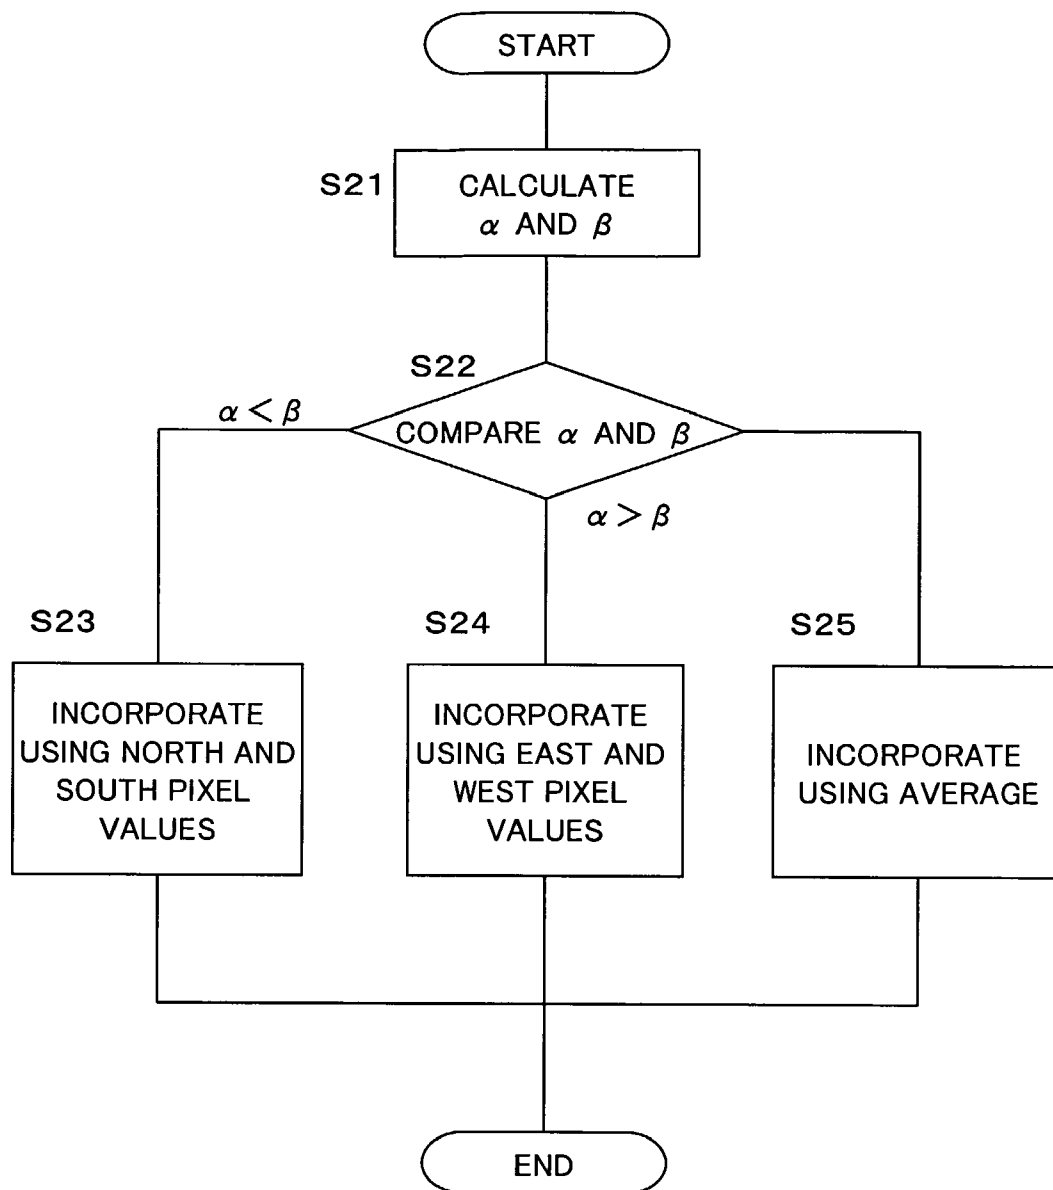 START
S21
CALCULATE
α AND β
S22
α < β
COMPARE α AND β
α > β
S23
INCORPORATE
USING NORTH AND
SOUTH PIXEL
VALUES
S24
INCORPORATE
USING EAST AND
WEST PIXEL
VALUES
S25
INCORPORATE
USING AVERAGE
END